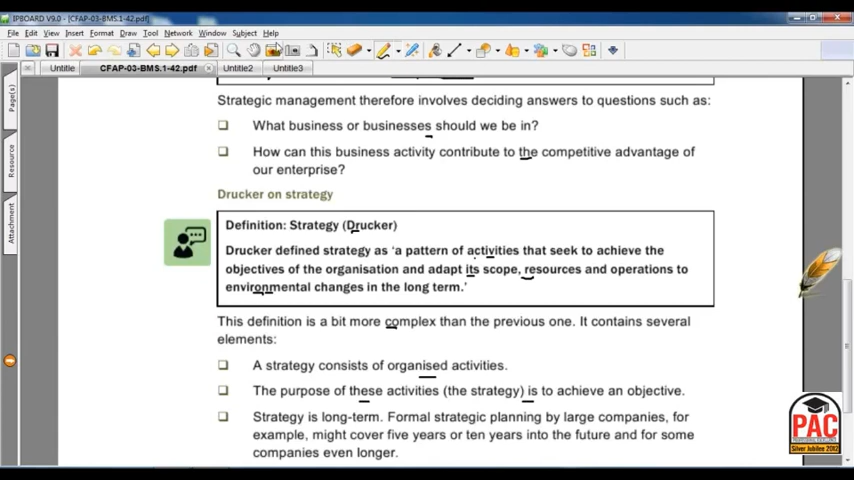 IPBOARD V9.0 - [CFAP-03-BMS.1-42.pdf]
File Edit View Insert Format Draw Tool Network Window Subject Help
Untitle CFAP-03-BMS.1-42.pdf Untitle2 Untitle3
Page(s)
Resource
Attachment
Strategic management therefore involves deciding answers to questions such as:
What business or businesses should we be in?
How can this business activity contribute to the competitive advantage of
our enterprise?
Drucker on strategy
Definition: Strategy (Drucker)
Drucker defined strategy as ‘a pattern of activities that seek to achieve the
objectives of the organisation and adapt its scope, resources and operations to
environmental changes in the long term.’
This definition is a bit more complex than the previous one. It contains several
elements:
A strategy consists of organised activities.
The purpose of these activities (the strategy) is to achieve an objective.
Strategy is long-term. Formal strategic planning by large companies, for
example, might cover five years or ten years into the future and for some
companies even longer.
PAC
Silver Jubilee 2012